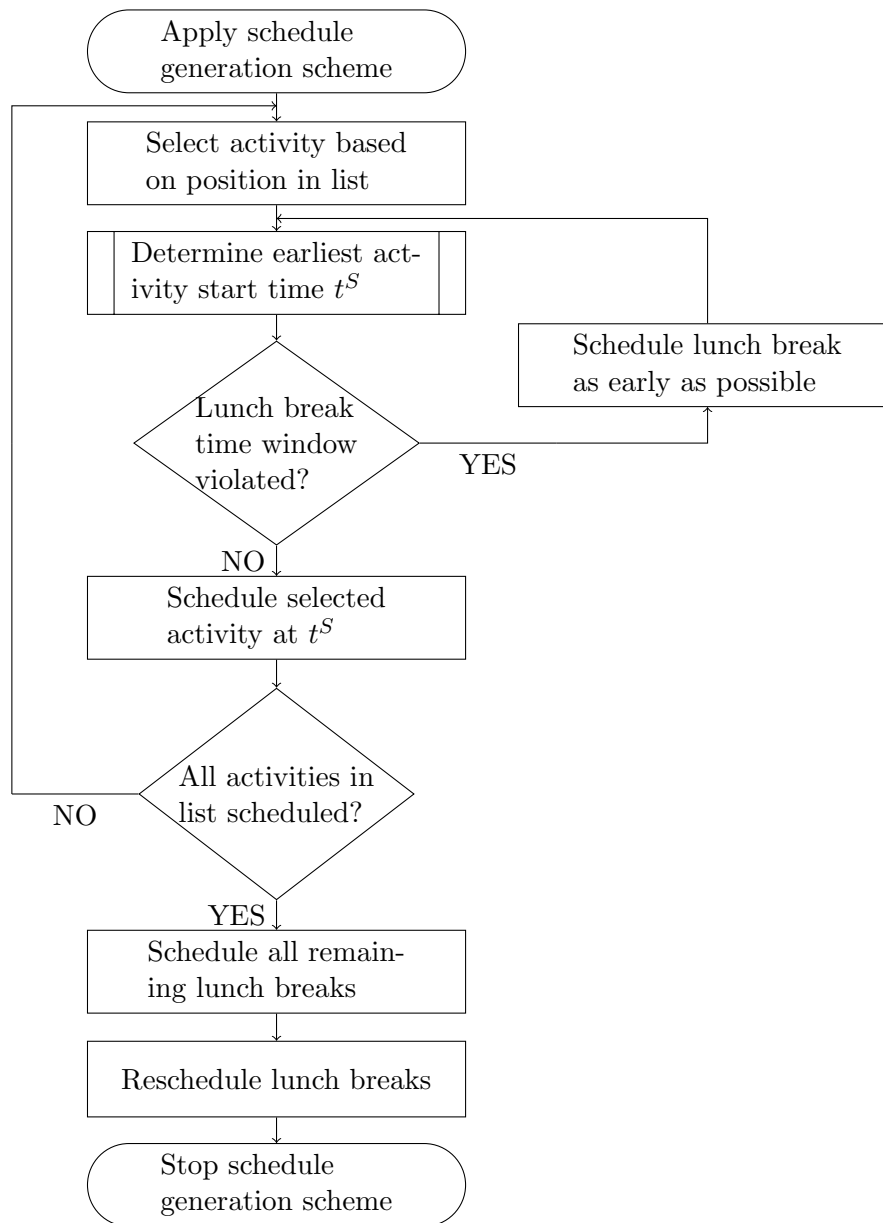 Apply schedule
generation scheme
Select activity based
on position in list
Determine earliest act-
ivity start time t^S
Schedule lunch break
as early as possible
Lunch break
time window
violated?
YES
NO
Schedule selected
activity at t^S
All activities in
list scheduled?
NO
YES
Schedule all remain-
ing lunch breaks
Reschedule lunch breaks
Stop schedule
generation scheme